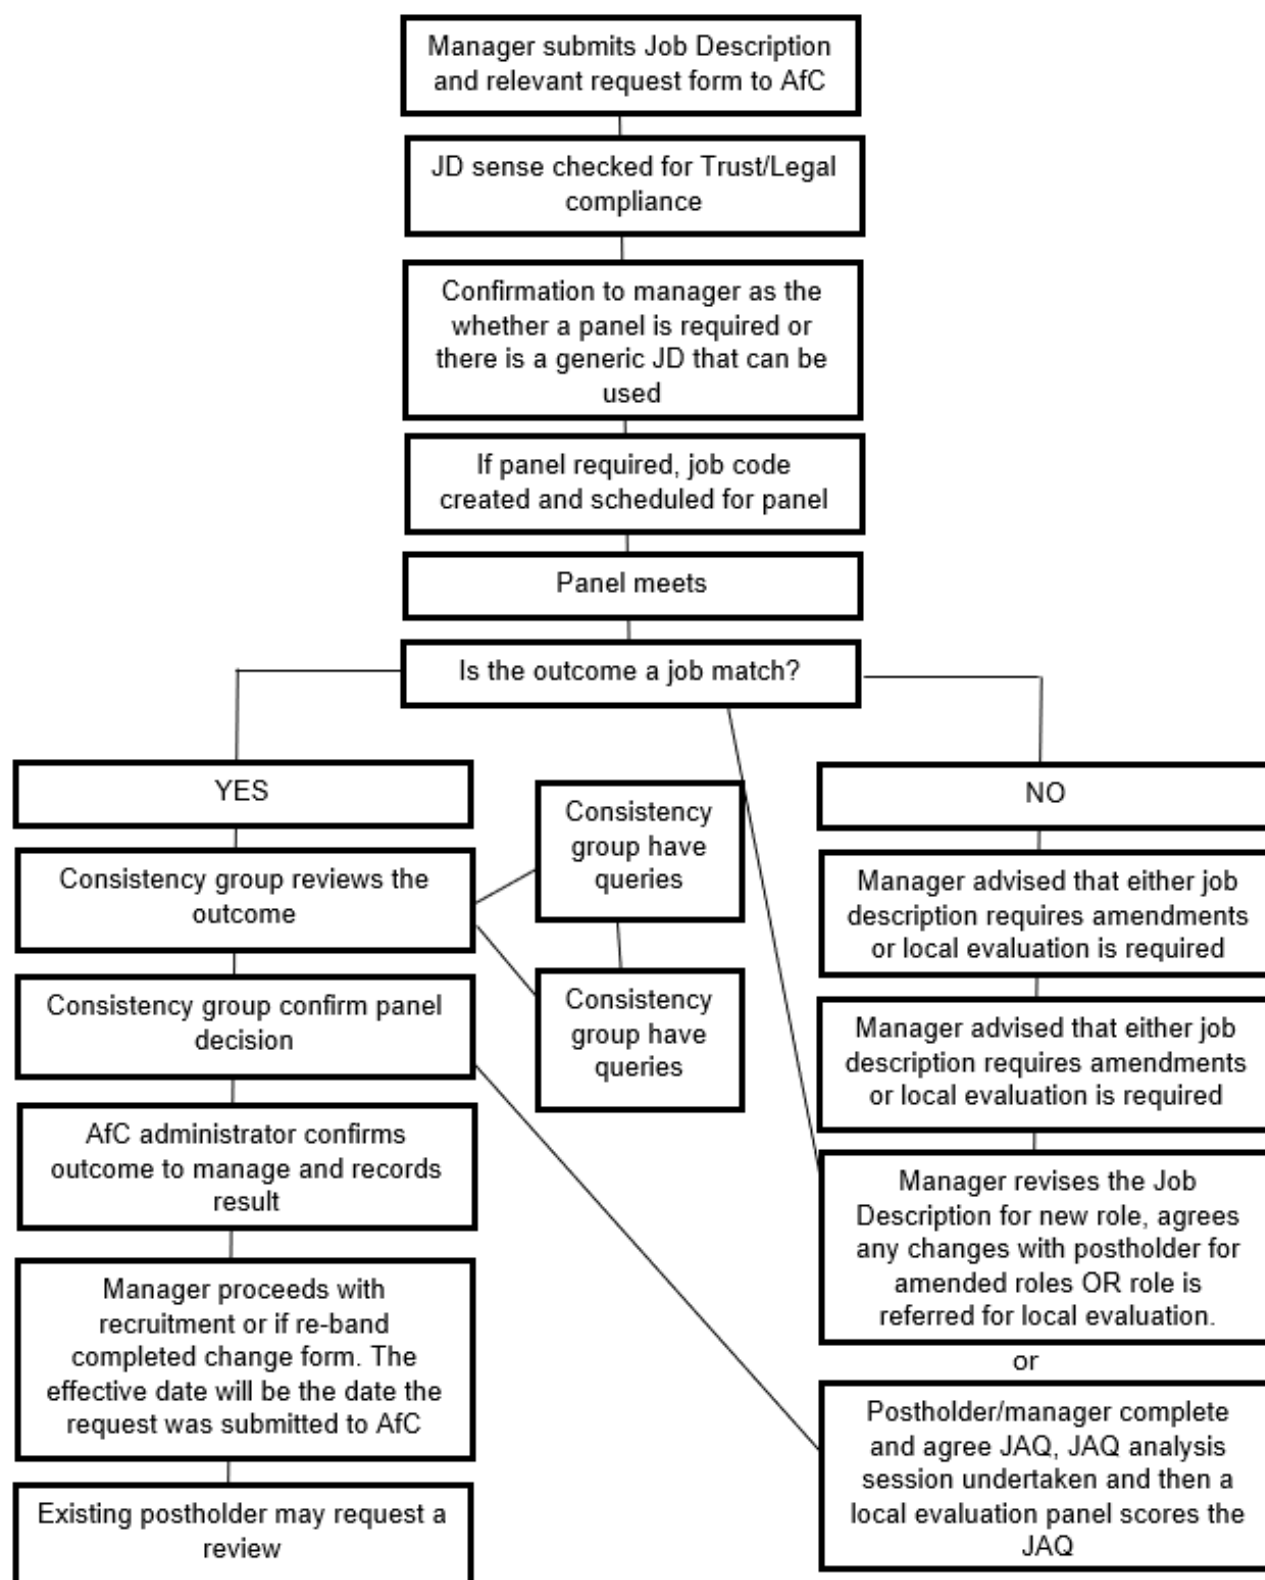 Manager submits Job Description
and relevant request form to AfC
JD sense checked for Trust/Legal
compliance
Confirmation to manager as the
whether a panel is required or
there is a generic JD that can be
used
If panel required, job code
created and scheduled for panel
Panel meets
Is the outcome a job match?
YES
Consistency group reviews the
outcome
Consistency group confirm panel
decision
AfC administrator confirms
outcome to manage and records
result
Manager proceeds with
recruitment or if re-band
completed change form. The
effective date will be the date the
request was submitted to AfC
Existing postholder may request a
review
Consistency
group have
queries
Consistency
group have
queries
NO
Manager advised that either job
description requires amendments
or local evaluation is required
Manager advised that either job
description requires amendments
or local evaluation is required
Manager revises the Job
Description for new role, agrees
any changes with postholder for
amended roles OR role is
referred for local evaluation.
or
Postholder/manager complete
and agree JAQ, JAQ analysis
session undertaken and then a
local evaluation panel scores the
JAQ